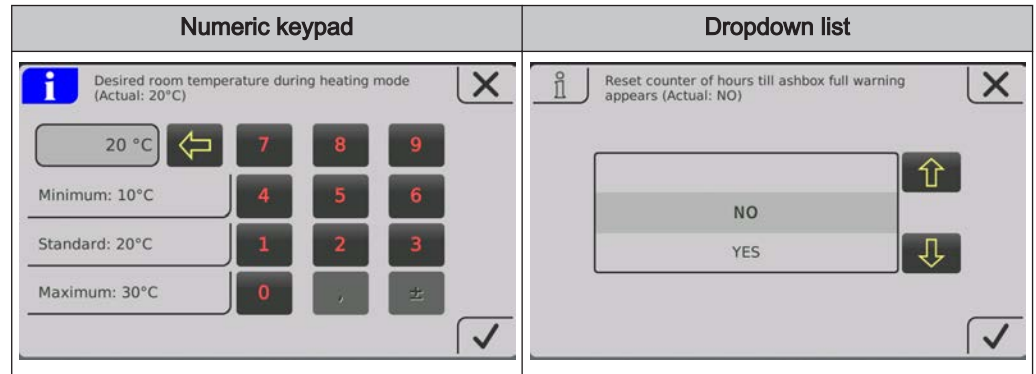 Numeric keypad
Dropdown list
i
Desired room temperature during heating mode
(Actual: 20°C)
20 °C
7 8 9
Minimum: 10°C
4 5 6
Standard: 20°C
1 2 3
Maximum: 30°C
0 , ±
i
Reset counter of hours till ashbox full warning
appears (Actual: NO)
NO
YES